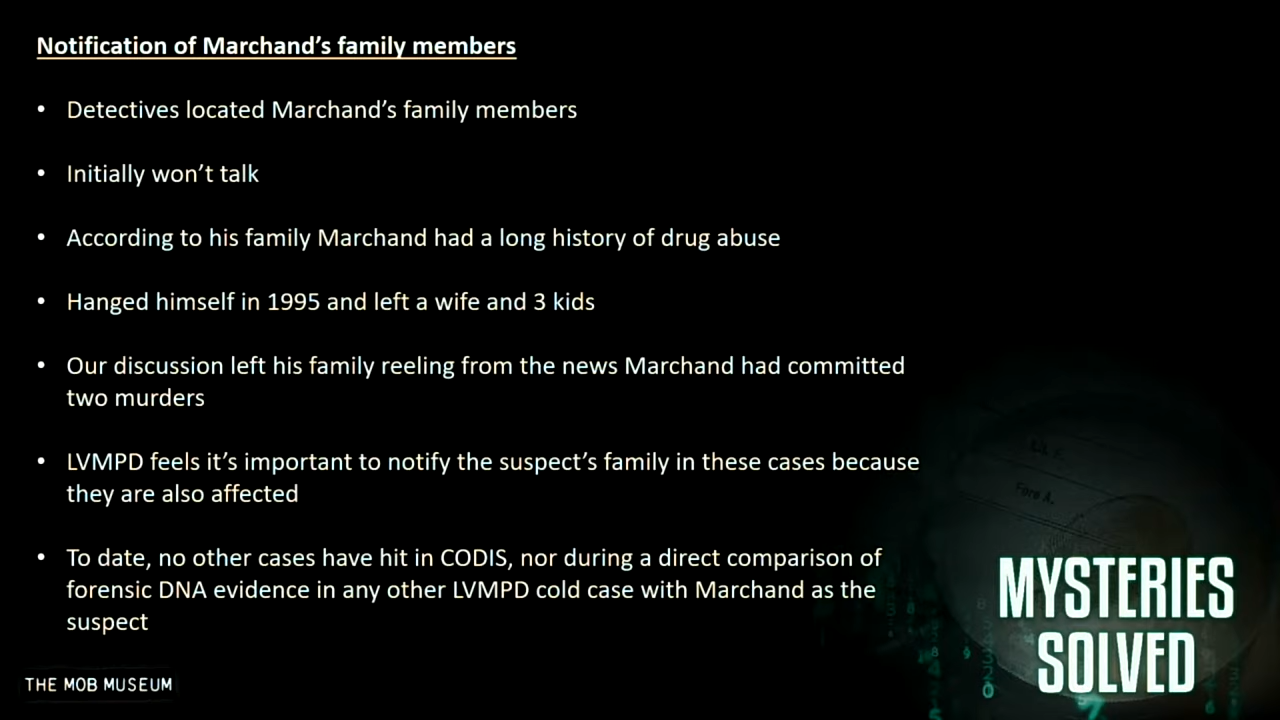 Notification of Marchand's family members
• Detectives located Marchand's family members
• Initially won't talk
• According to his family Marchand had a long history of drug abuse
• Hanged himself in 1995 and left a wife and 3 kids
• Our discussion left his family reeling from the news Marchand had committed
two murders
• LVMPD feels it's important to notify the suspect's family in these cases because
they are also affected
• To date, no other cases have hit in CODIS, nor during a direct comparison of
forensic DNA evidence in any other LVMPD cold case with Marchand as the
suspect
Fore A.
MYSTERIES
SOLVED
THE MOB MUSEUM